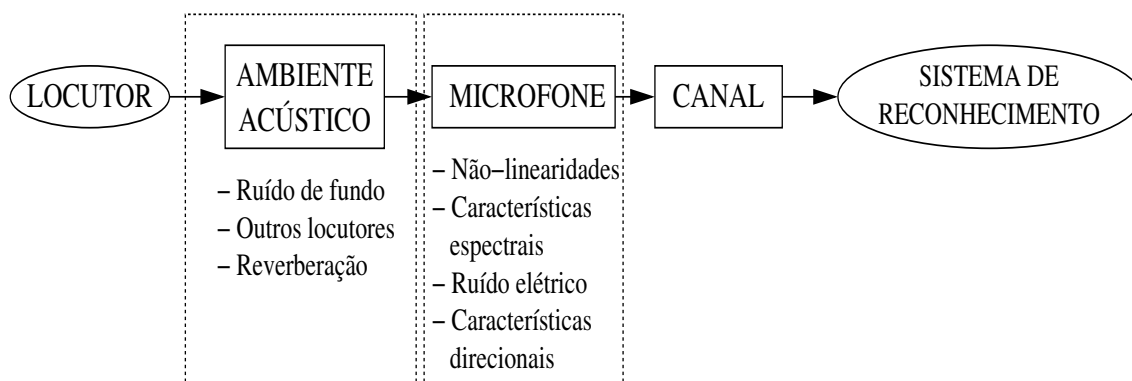 LOCUTOR
AMBIENTE
ACÚSTICO
MICROFONE
CANAL
SISTEMA DE
RECONHECIMENTO
– Ruído de fundo
– Outros locutores
– Reverberação
– Não–linearidades
– Características
espectrais
– Ruído elétrico
– Características
direcionais